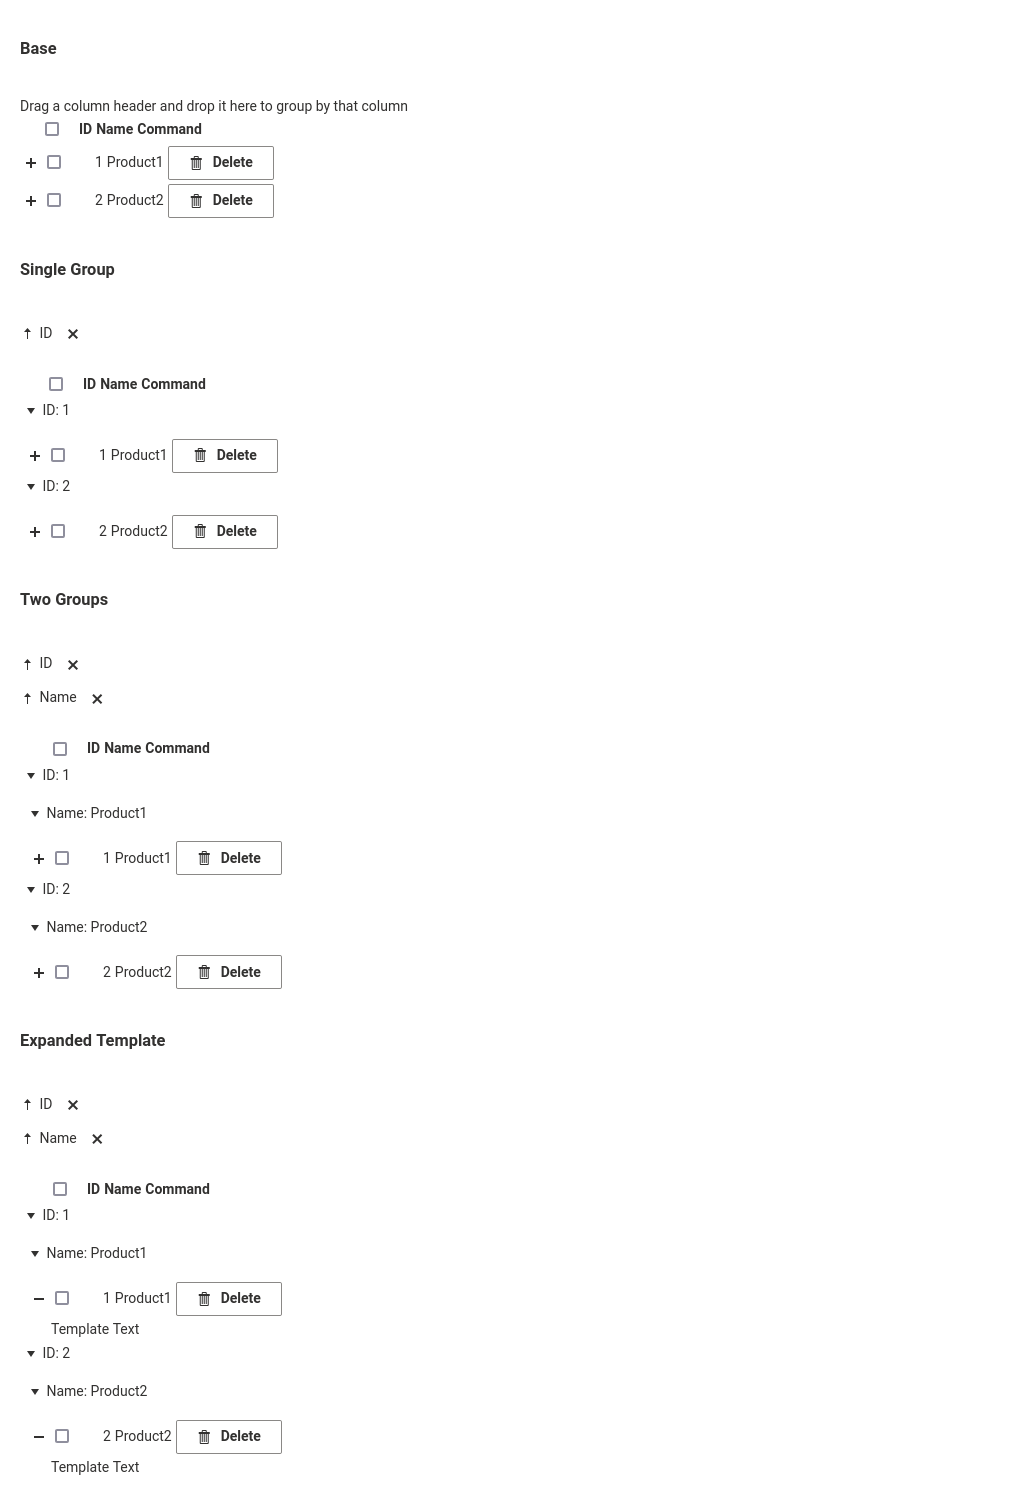 Base
Drag a column header and drop it here to group by that column
ID Name Command
1 Product1 Delete
2 Product2 Delete
Single Group
ID
ID Name Command
ID: 1
1 Product1 Delete
ID: 2
2 Product2 Delete
Two Groups
ID
Name
ID Name Command
ID: 1
Name: Product1
1 Product1 Delete
ID: 2
Name: Product2
2 Product2 Delete
Expanded Template
ID
Name
ID Name Command
ID: 1
Name: Product1
1 Product1 Delete
Template Text
ID: 2
Name: Product2
2 Product2 Delete
Template Text